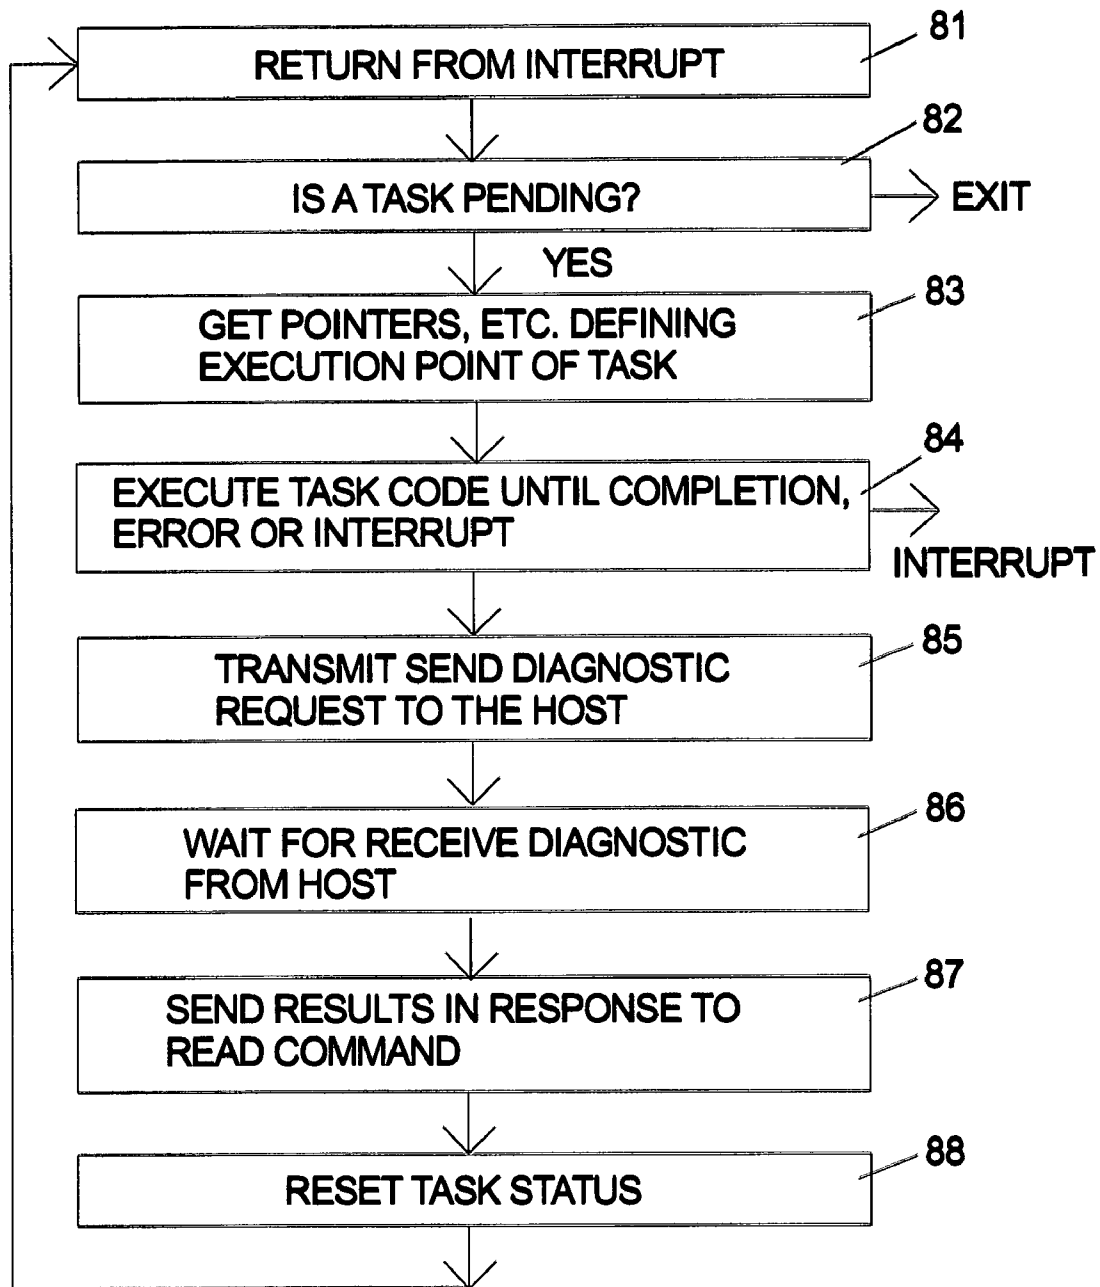 81
RETURN FROM INTERRUPT
82
IS A TASK PENDING?
EXIT
YES
83
GET POINTERS, ETC. DEFINING
EXECUTION POINT OF TASK
84
EXECUTE TASK CODE UNTIL COMPLETION,
ERROR OR INTERRUPT
INTERRUPT
85
TRANSMIT SEND DIAGNOSTIC
REQUEST TO THE HOST
86
WAIT FOR RECEIVE DIAGNOSTIC
FROM HOST
87
SEND RESULTS IN RESPONSE TO
READ COMMAND
88
RESET TASK STATUS